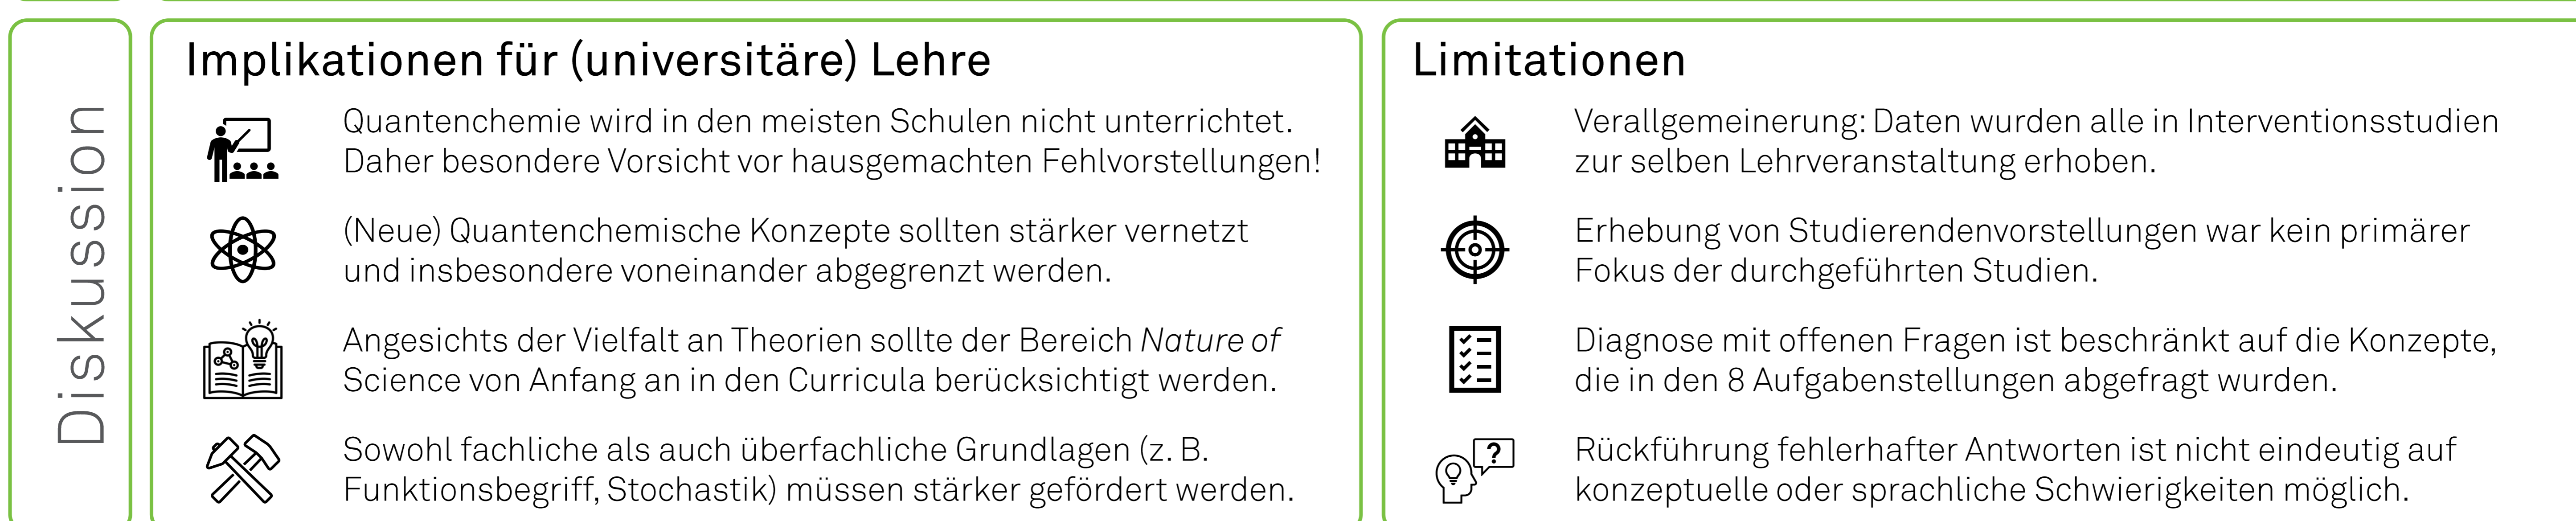 Diskussion
Implikationen für (universitäre) Lehre
Quantenchemie wird in den meisten Schulen nicht unterrichtet.
Daher besondere Vorsicht vor hausgemachten Fehlvorstellungen!
(Neue) Quantenchemische Konzepte sollten stärker vernetzt
und insbesondere voneinander abgegrenzt werden.
Angesichts der Vielfalt an Theorien sollte der Bereich Nature of
Science von Anfang an in den Curricula berücksichtigt werden.
Sowohl fachliche als auch überfachliche Grundlagen (z. B.
Funktionsbegriff, Stochastik) müssen stärker gefördert werden.
Limitationen
Verallgemeinerung: Daten wurden alle in Interventionsstudien
zur selben Lehrveranstaltung erhoben.
Erhebung von Studierendenvorstellungen war kein primärer
Fokus der durchgeführten Studien.
Diagnose mit offenen Fragen ist beschränkt auf die Konzepte,
die in den 8 Aufgabenstellungen abgefragt wurden.
?
Rückführung fehlerhafter Antworten ist nicht eindeutig auf
konzeptuelle oder sprachliche Schwierigkeiten möglich.